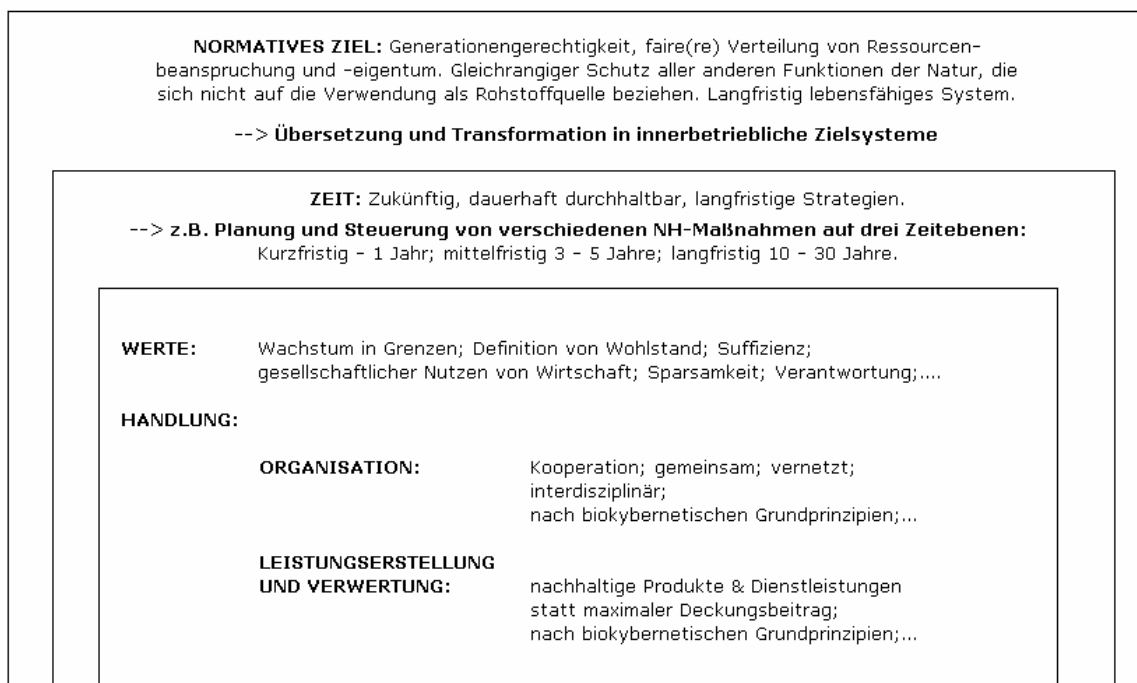 NORMATIVES ZIEL: Generationengerechtigkeit, faire(re) Verteilung von Ressourcen-
beanspruchung und -eigentum. Gleichrangiger Schutz aller anderen Funktionen der Natur, die
sich nicht auf die Verwendung als Rohstoffquelle beziehen. Langfristig lebensfähiges System.
--> Übersetzung und Transformation in innerbetriebliche Zielsysteme
ZEIT: Zukünftig, dauerhaft durchhaltbar, langfristige Strategien.
--> z.B. Planung und Steuerung von verschiedenen NH-Maßnahmen auf drei Zeitebenen:
Kurzfristig - 1 Jahr; mittelfristig 3 - 5 Jahre; langfristig 10 - 30 Jahre.
WERTE: Wachstum in Grenzen; Definition von Wohlstand; Suffizienz;
gesellschaftlicher Nutzen von Wirtschaft; Sparsamkeit; Verantwortung;....
HANDLUNG:
ORGANISATION: Kooperation; gemeinsam; vernetzt;
interdisziplinär;
nach biokybernetischen Grundprinzipien;...
LEISTUNGSERSTELLUNG
UND VERWERTUNG: nachhaltige Produkte & Dienstleistungen
statt maximaler Deckungsbeitrag;
nach biokybernetischen Grundprinzipien;...